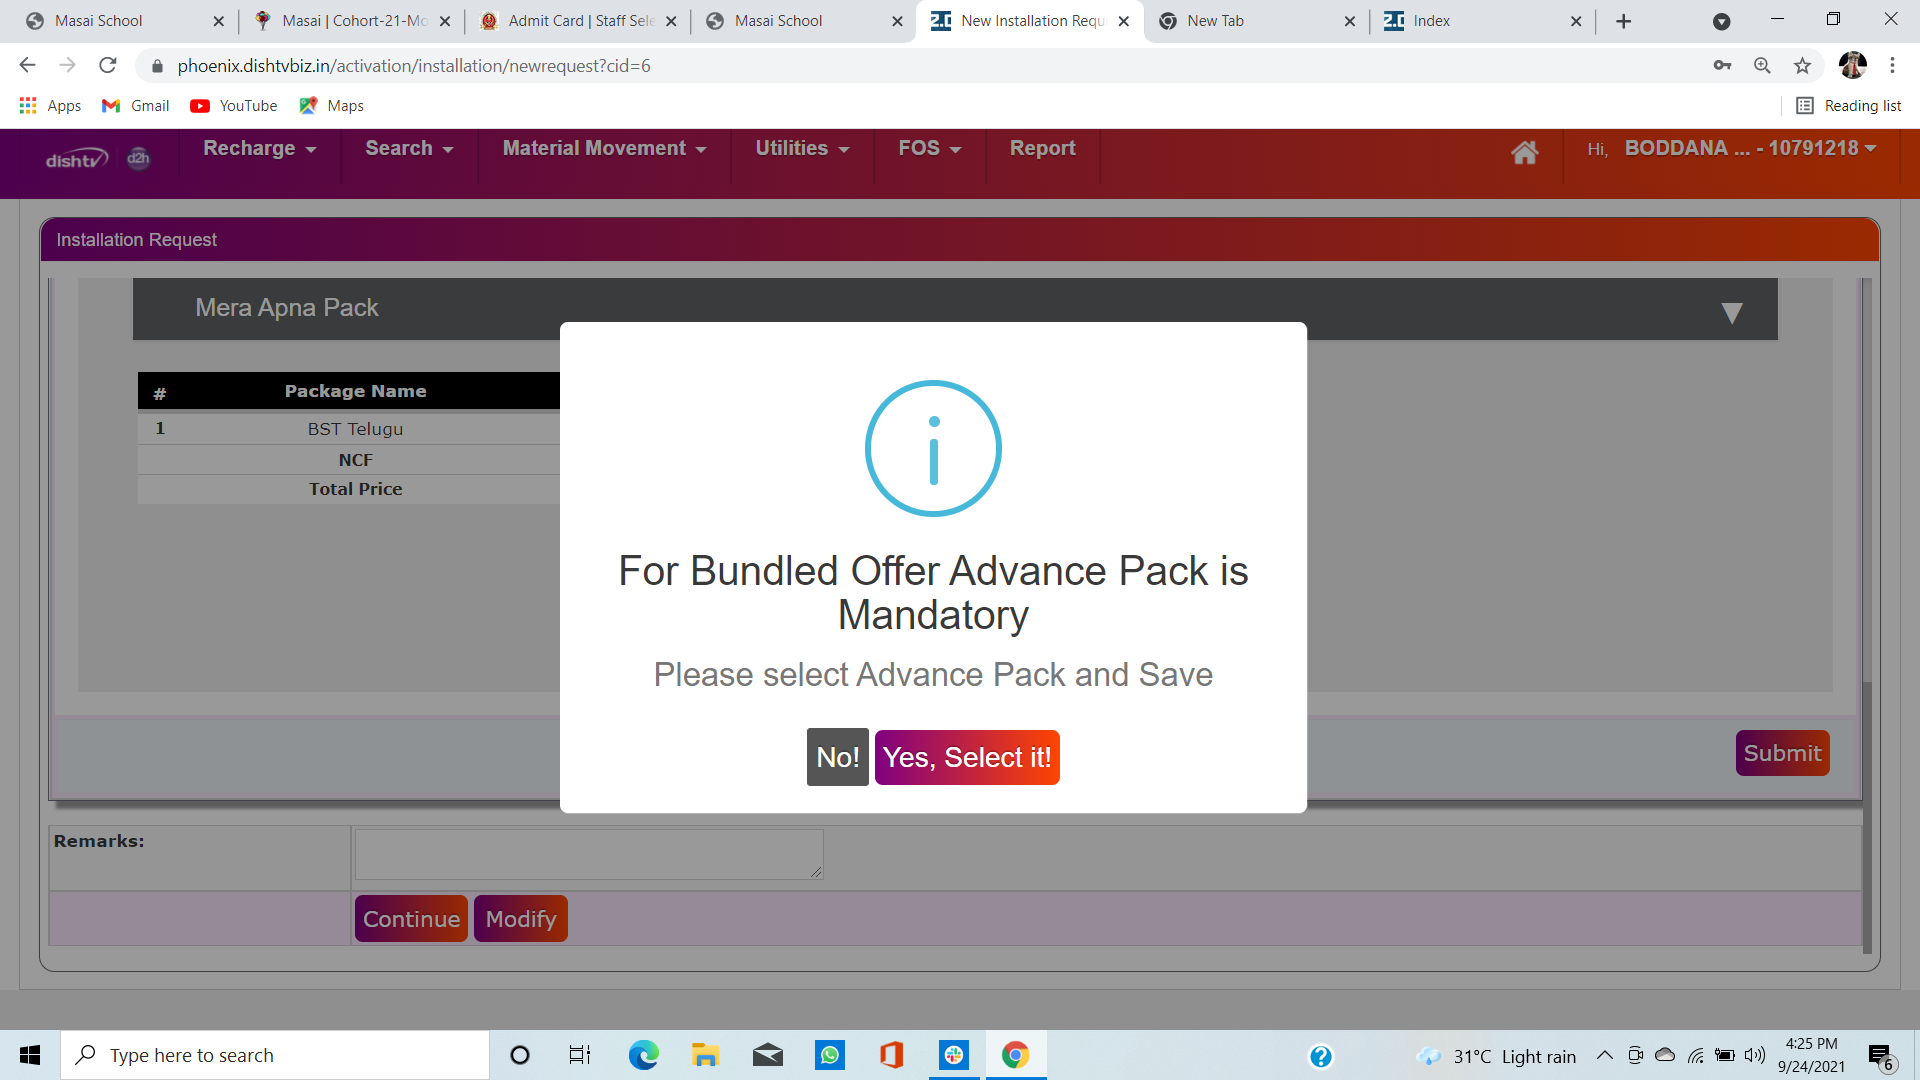 Masai School
Masai | Cohort-21-Mo
Admit Card | Staff Sele
Masai School
New Installation Requ
New Tab
Index
phoenix.dishtvbiz.in/activation/installation/newrequest?cid=6
Apps
Gmail
YouTube
Maps
Reading list
dishtv d2h
Recharge
Search
Material Movement
Utilities
FOS
Report
Hi, BODDANA ... - 10791218
Installation Request
Mera Apna Pack
# Package Name
1 BST Telugu
NCF
Total Price
For Bundled Offer Advance Pack is
Mandatory
Please select Advance Pack and Save
No! Yes, Select it!
Submit
Remarks:
Continue Modify
Type here to search
31°C Light rain
4:25 PM
9/24/2021
6